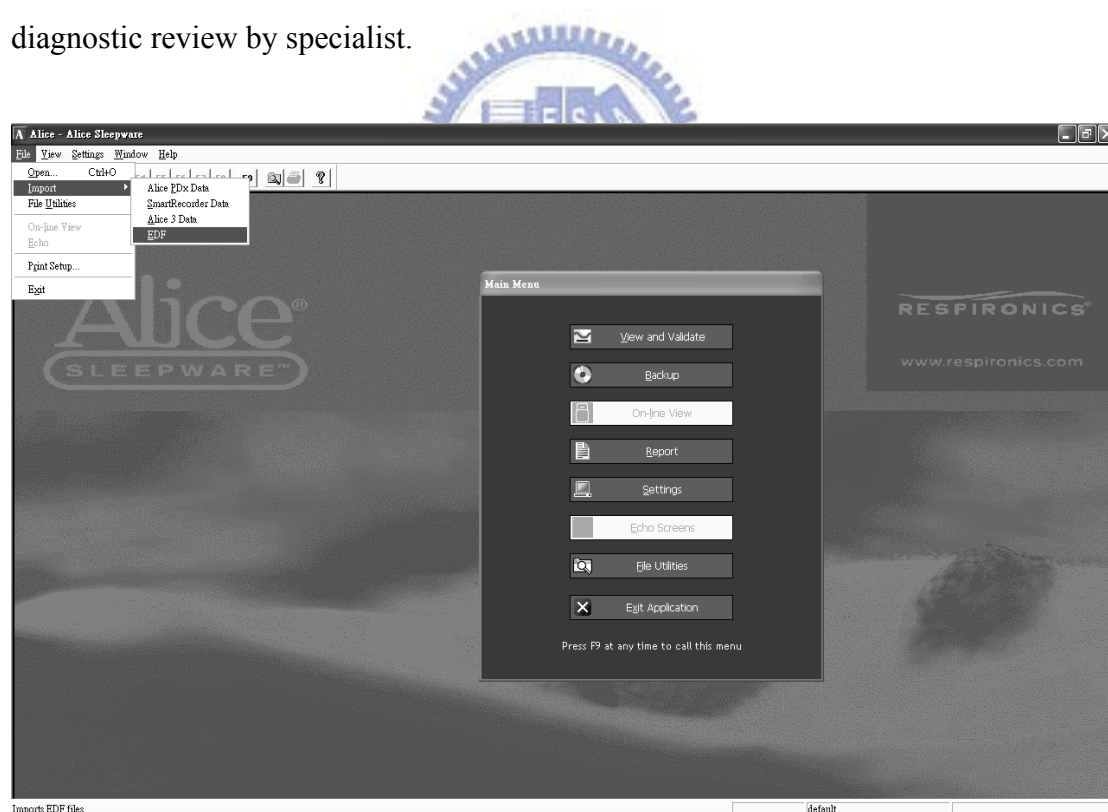 diagnostic review by specialist.
Alice - Alice Sleepware
File View Settings Window Help
Open... Ctrl+O
Import
File Utilities
On-line View
Echo
Print Setup...
Exit
Alice PDx Data
SmartRecorder Data
Alice 3 Data
EDF
Alice®
SLEEPWARE™
RESPIRONICS®
www.respironics.com
Main Menu
View and Validate
Backup
On-line View
Report
Settings
Echo Screens
File Utilities
Exit Application
Press F9 at any time to call this menu
Imports EDF files
default